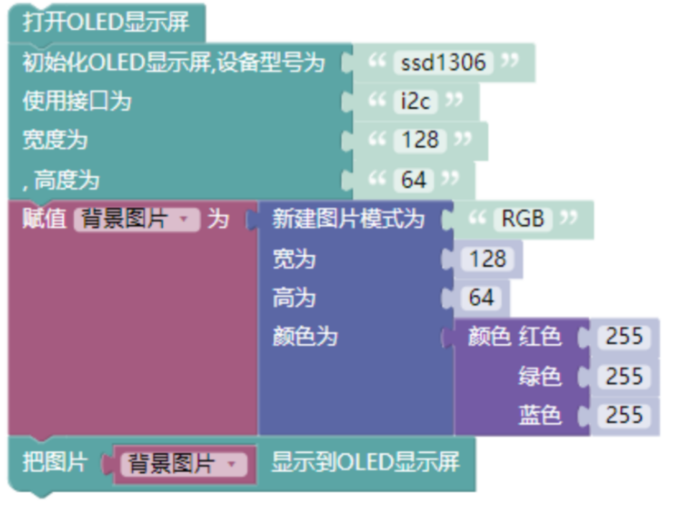 打开OLED显示屏
初始化OLED显示屏,设备型号为 “ ssd1306 ”
使用接口为 “ i2c ”
宽度为 “ 128 ”
, 高度为 “ 64 ”
赋值 背景图片 为 新建图片模式为 “ RGB ”
宽为 128
高为 64
颜色为 颜色 红色 255
绿色 255
蓝色 255
把图片 背景图片 显示到OLED显示屏